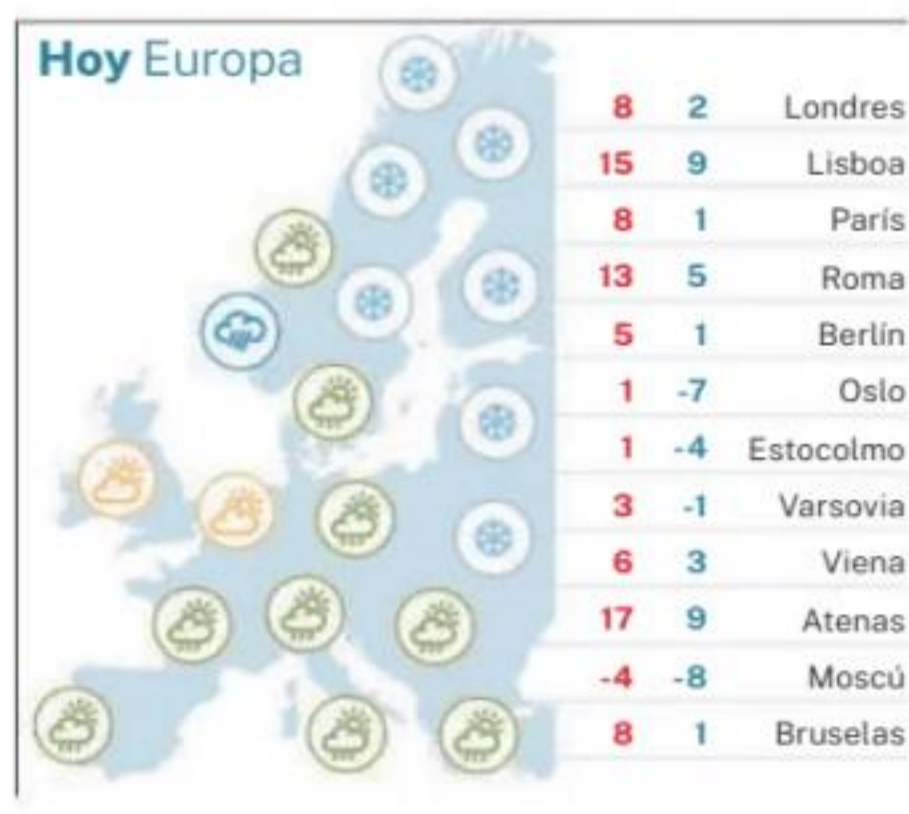 Hoy Europa
8 2 Londres
15 9 Lisboa
8 1 París
13 5 Roma
5 1 Berlín
1 -7 Oslo
1 -4 Estocolmo
3 -1 Varsovia
6 3 Viena
17 9 Atenas
-4 -8 Moscú
8 1 Bruselas